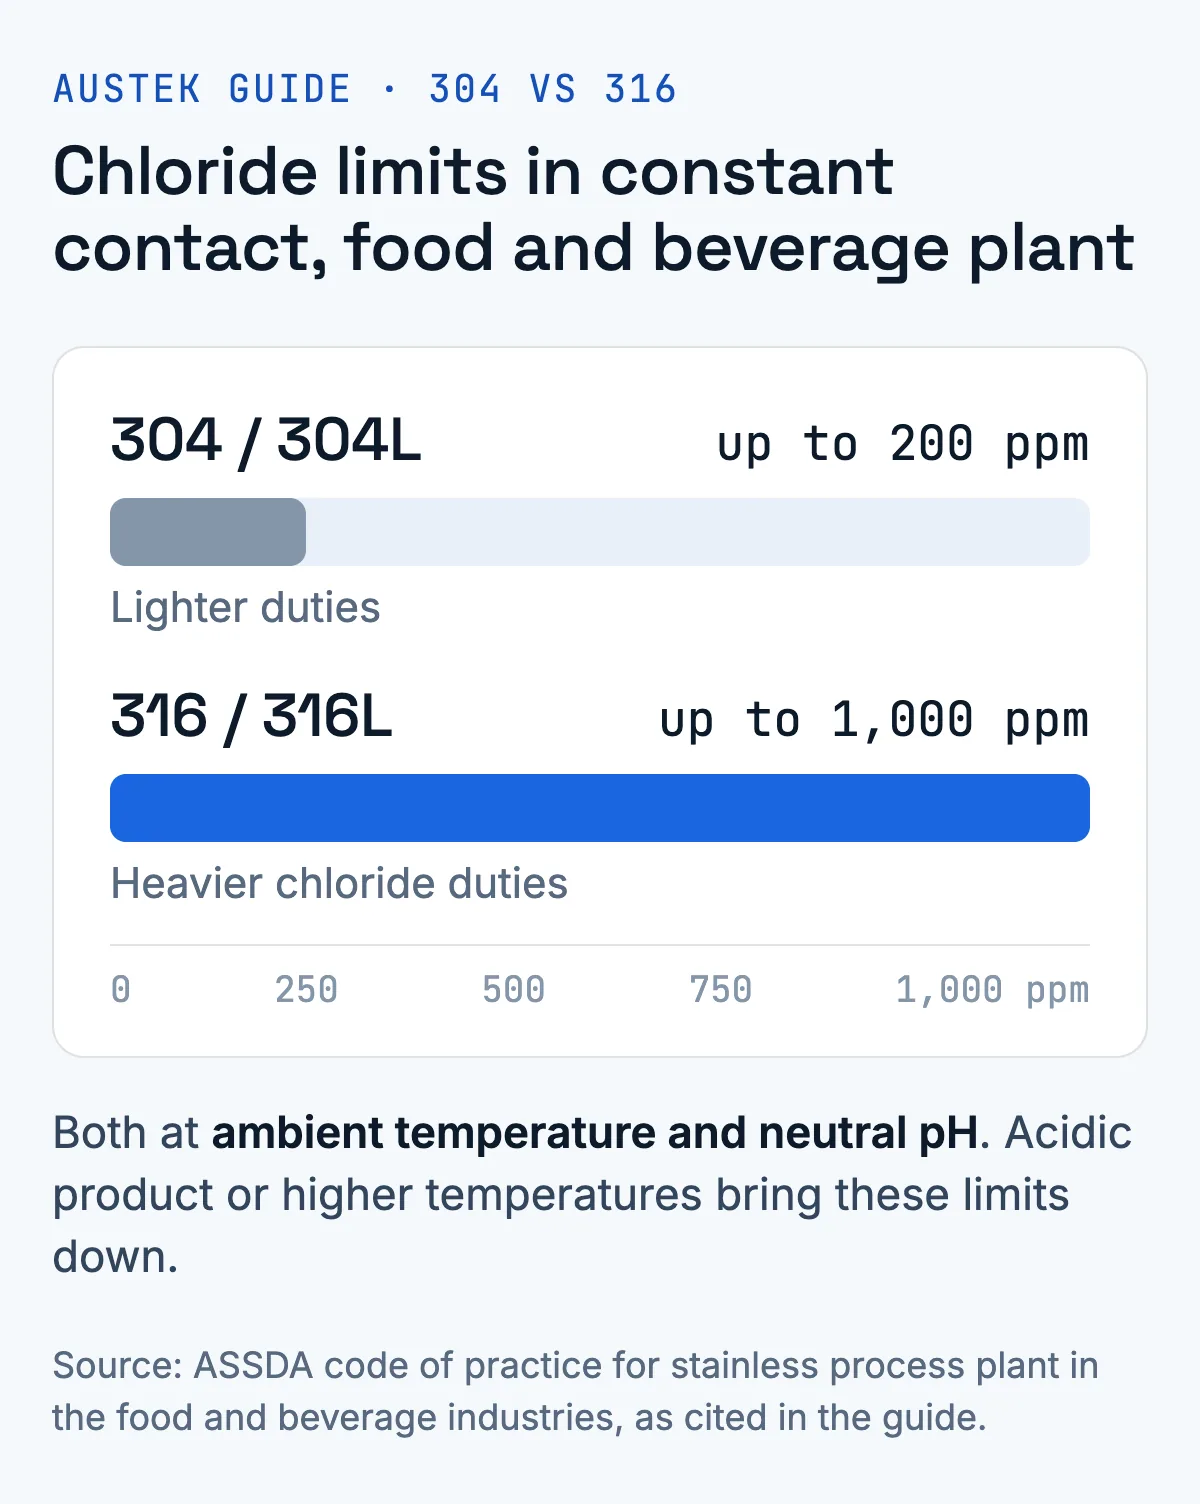 AUSTEK GUIDE · 304 VS 316
Chloride limits in constant
contact, food and beverage plant
304 / 304L
up to 200 ppm
Lighter duties
316 / 316L
up to 1,000 ppm
Heavier chloride duties
0 250 500 750 1,000 ppm
Both at ambient temperature and neutral pH. Acidic
product or higher temperatures bring these limits
down.
Source: ASSDA code of practice for stainless process plant in
the food and beverage industries, as cited in the guide.